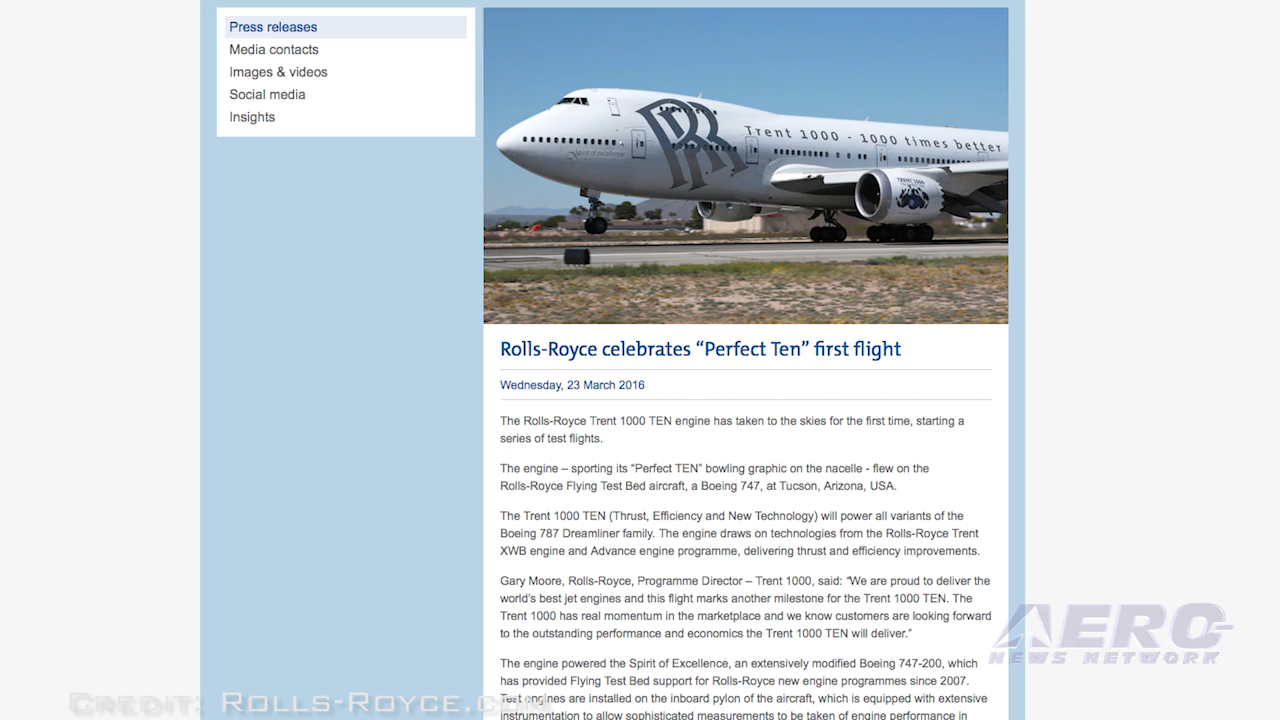 Press releases
Media contacts
Images & videos
Social media
Insights
RR
Trent 1000 - 1000 times better
Spirit of excellence
TRENT 1000
Rolls-Royce celebrates “Perfect Ten” first flight
Wednesday, 23 March 2016
The Rolls-Royce Trent 1000 TEN engine has taken to the skies for the first time, starting a
series of test flights.
The engine – sporting its “Perfect TEN” bowling graphic on the nacelle - flew on the
Rolls-Royce Flying Test Bed aircraft, a Boeing 747, at Tucson, Arizona, USA.
The Trent 1000 TEN (Thrust, Efficiency and New Technology) will power all variants of the
Boeing 787 Dreamliner family. The engine draws on technologies from the Rolls-Royce Trent
XWB engine and Advance engine programme, delivering thrust and efficiency improvements.
Gary Moore, Rolls-Royce, Programme Director – Trent 1000, said: “We are proud to deliver the
world’s best jet engines and this flight marks another milestone for the Trent 1000 TEN. The
Trent 1000 has real momentum in the marketplace and we know customers are looking forward
to the outstanding performance and economics the Trent 1000 TEN will deliver.”
The engine powered the Spirit of Excellence, an extensively modified Boeing 747-200, which
has provided Flying Test Bed support for Rolls-Royce new engine programmes since 2007.
Test engines are installed on the inboard pylon of the aircraft, which is equipped with extensive
instrumentation to allow sophisticated measurements to be taken of engine performance in
AERO-
NEWS NETWORK
Credit: Rolls-Royce.com